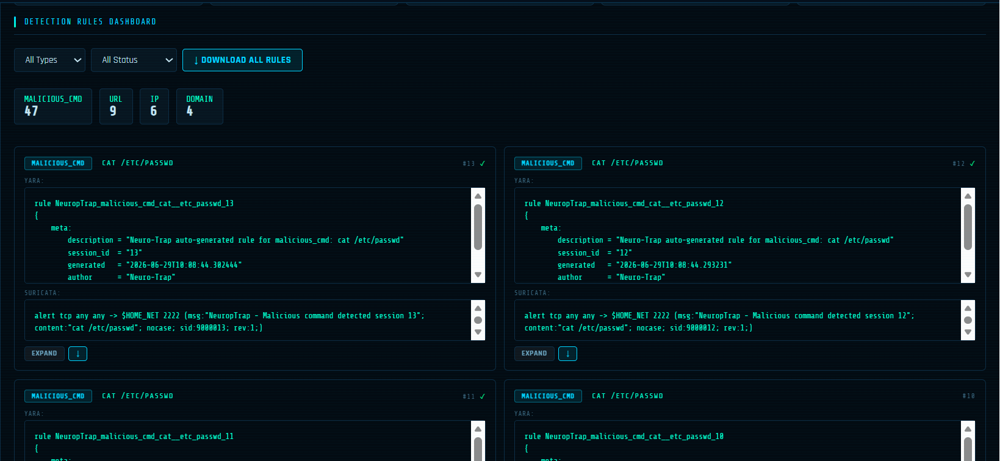 DETECTION RULES DASHBOARD
All Types
All Status
↓ DOWNLOAD ALL RULES
MALICIOUS_CMD
47
URL
9
IP
6
DOMAIN
4
MALICIOUS_CMD CAT /ETC/PASSWD #13 ✓
YARA:
rule NeuropTrap_malicious_cmd_cat__etc_passwd_13
{
    meta:
        description = "Neuro-Trap auto-generated rule for malicious_cmd: cat /etc/passwd"
        session_id  = "13"
        generated   = "2026-06-29T10:08:44.302444"
        author      = "Neuro-Trap"
SURICATA:
alert tcp any any -> $HOME_NET 2222 (msg:"NeuropTrap - Malicious command detected session 13";
content:"cat /etc/passwd"; nocase; sid:9000013; rev:1;)
EXPAND ↓
MALICIOUS_CMD CAT /ETC/PASSWD #12 ✓
YARA:
rule NeuropTrap_malicious_cmd_cat__etc_passwd_12
{
    meta:
        description = "Neuro-Trap auto-generated rule for malicious_cmd: cat /etc/passwd"
        session_id  = "12"
        generated   = "2026-06-29T10:08:44.293231"
        author      = "Neuro-Trap"
SURICATA:
alert tcp any any -> $HOME_NET 2222 (msg:"NeuropTrap - Malicious command detected session 12";
content:"cat /etc/passwd"; nocase; sid:9000012; rev:1;)
EXPAND ↓
MALICIOUS_CMD CAT /ETC/PASSWD #11 ✓
YARA:
rule NeuropTrap_malicious_cmd_cat__etc_passwd_11
{
    meta:
MALICIOUS_CMD CAT /ETC/PASSWD #10
YARA:
rule NeuropTrap_malicious_cmd_cat__etc_passwd_10
{
    meta: